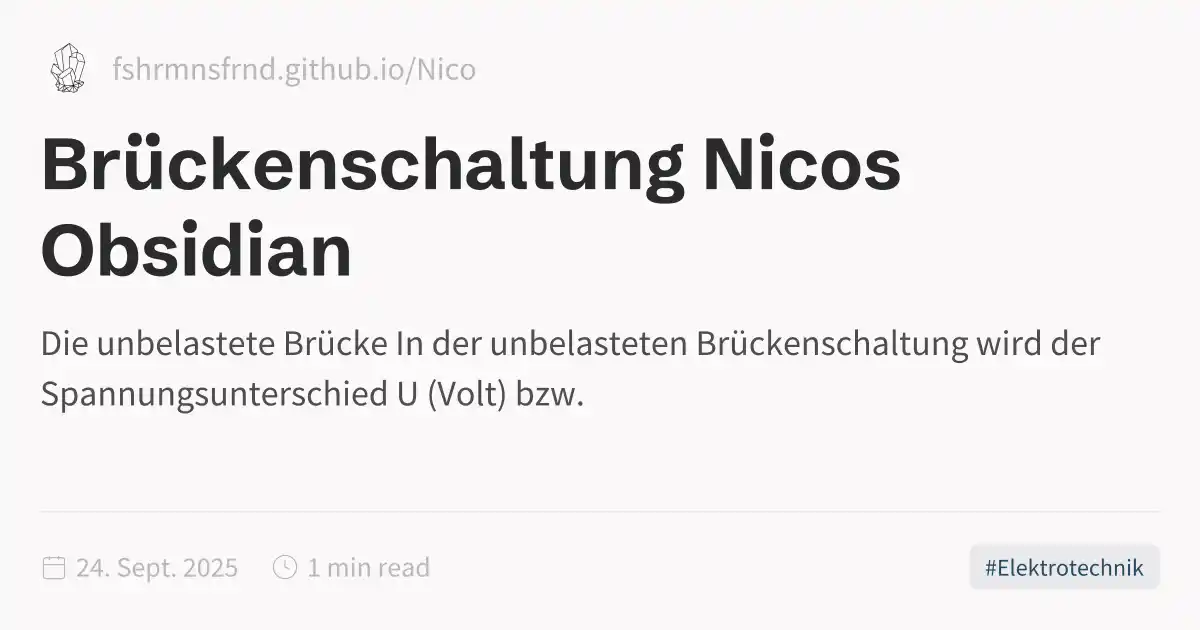 fshrmnsfrnd.github.io/Nico
Brückenschaltung Nicos
Obsidian
Die unbelastete Brücke In der unbelasteten Brückenschaltung wird der
Spannungsunterschied U (Volt) bzw.
24. Sept. 2025 1 min read #Elektrotechnik